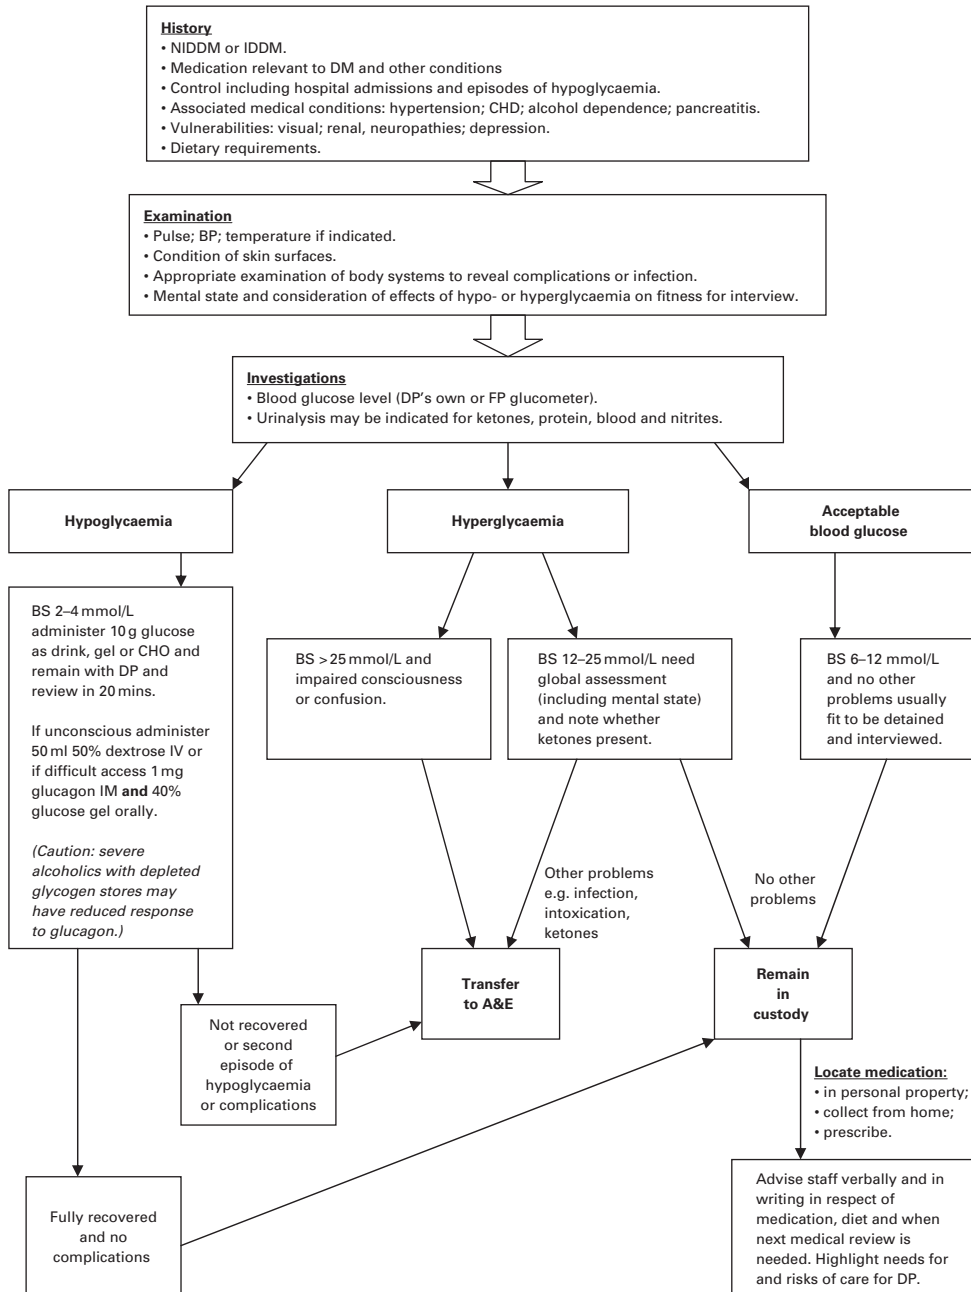 History
• NIDDM or IDDM.
• Medication relevant to DM and other conditions
• Control including hospital admissions and episodes of hypoglycaemia.
• Associated medical conditions: hypertension; CHD; alcohol dependence; pancreatitis.
• Vulnerabilities: visual; renal, neuropathies; depression.
• Dietary requirements.
Examination
• Pulse; BP; temperature if indicated.
• Condition of skin surfaces.
• Appropriate examination of body systems to reveal complications or infection.
• Mental state and consideration of effects of hypo- or hyperglycaemia on fitness for interview.
Investigations
• Blood glucose level (DP's own or FP glucometer).
• Urinalysis may be indicated for ketones, protein, blood and nitrites.
Hypoglycaemia
Hyperglycaemia
Acceptable
blood glucose
BS 2–4 mmol/L
administer 10 g glucose
as drink, gel or CHO and
remain with DP and
review in 20 mins.
If unconscious administer
50 ml 50% dextrose IV or
if difficult access 1 mg
glucagon IM and 40%
glucose gel orally.
(Caution: severe
alcoholics with depleted
glycogen stores may
have reduced response
to glucagon.)
BS > 25 mmol/L and
impaired consciousness
or confusion.
BS 12–25 mmol/L need
global assessment
(including mental state)
and note whether
ketones present.
BS 6–12 mmol/L
and no other
problems usually
fit to be detained
and interviewed.
Other problems
e.g. infection,
intoxication,
ketones
No other
problems
Transfer
to A&E
Remain
in
custody
Not recovered
or second
episode of
hypoglycaemia
or complications
Locate medication:
• in personal property;
• collect from home;
• prescribe.
Fully recovered
and no
complications
Advise staff verbally and in
writing in respect of
medication, diet and when
next medical review is
needed. Highlight needs for
and risks of care for DP.